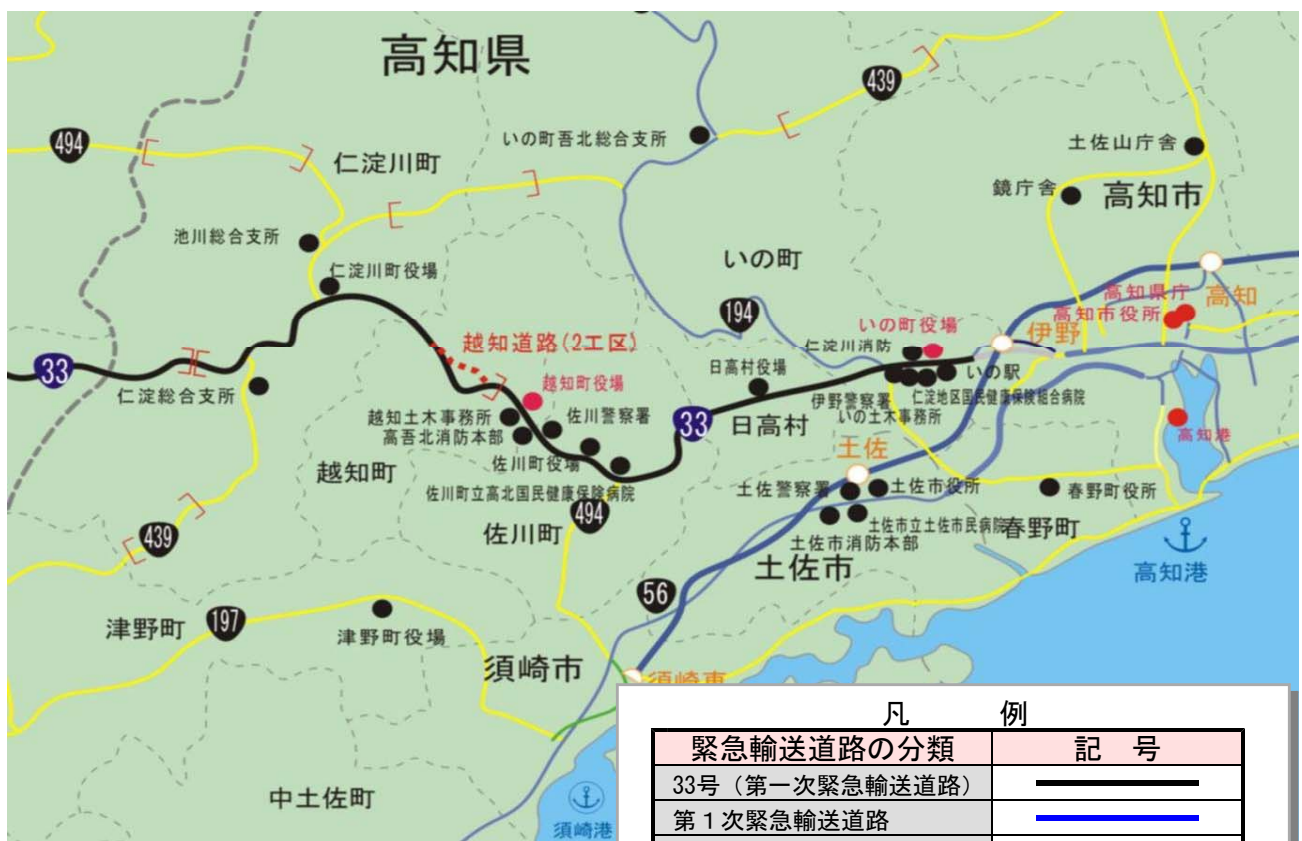 高知県
439
494
いの町吾北総合支所
土佐山庁舎
仁淀川町
鏡庁舎
高知市
池川総合支所
いの町
仁淀川町役場
高知県庁
高知
194
高知市役所
いの町役場
伊野
越知道路(2工区)
仁淀川消防
33
日高村役場
いの駅
仁淀総合支所
越知町役場
伊野警察署
仁淀地区国民健康保険組合病院
越知土木事務所
佐川警察署
33
日高村
いの土木事務所
高知港
高吾北消防本部
土佐
佐川町役場
越知町
土佐警察署
土佐市役所
春野町役所
佐川町立高北国民健康保険病院
494
佐川町
土佐市立土佐市民病院
春野町
439
土佐市消防本部
土佐市
高知港
56
197
津野町
津野町役場
須崎市
須崎東
中土佐町
須崎港
凡 例
緊急輸送道路の分類 記 号
33号(第一次緊急輸送道路)
第1次緊急輸送道路